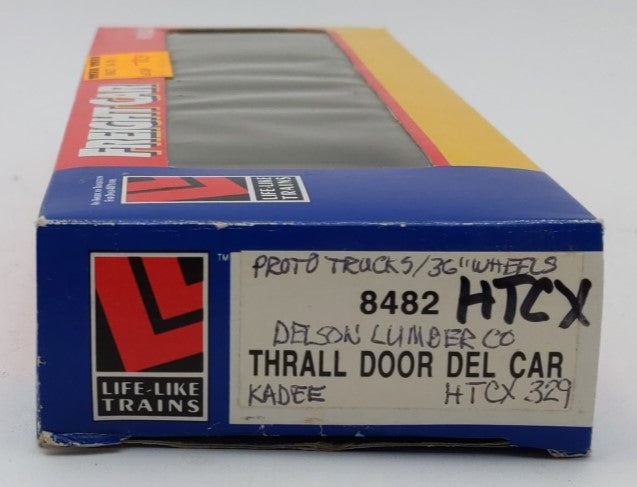 FREIGHT CAR
LIFE-LIKE
TRAINS
TM
LIFE-LIKE
TRAINS
PROTO TRUCKS/36" WHEELS
8482 HTCX
DELSON LUMBER CO
THRALL DOOR DEL CAR
KADEE HTCX 329